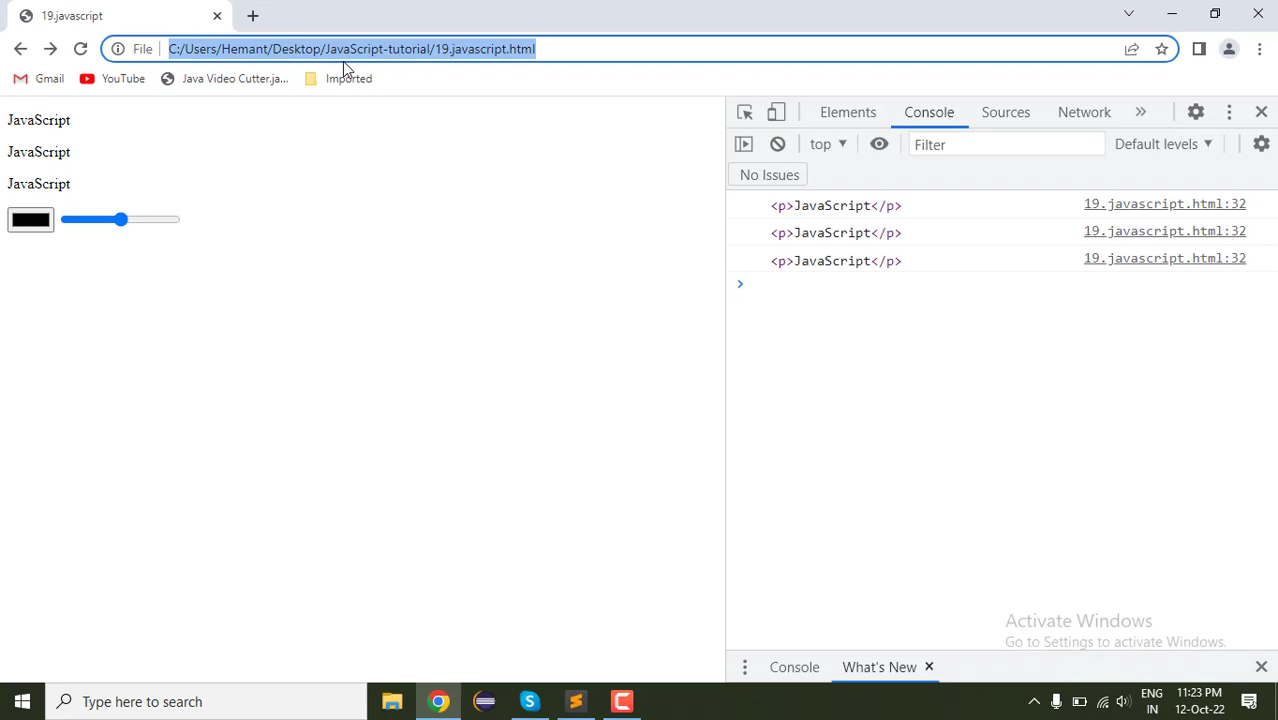 19.javascript
File
C:/Users/Hemant/Desktop/JavaScript-tutorial/19.javascript.html
Gmail
YouTube
Java Video Cutter.ja...
Imported
JavaScript
JavaScript
JavaScript
Elements
Console
Sources
Network
top
Filter
Default levels
No Issues
<p>JavaScript</p>
19.javascript.html:32
<p>JavaScript</p>
19.javascript.html:32
<p>JavaScript</p>
19.javascript.html:32
Activate Windows
Go to Settings to activate Windows.
Console
What's New
Type here to search
ENG
IN
11:23 PM
12-Oct-22